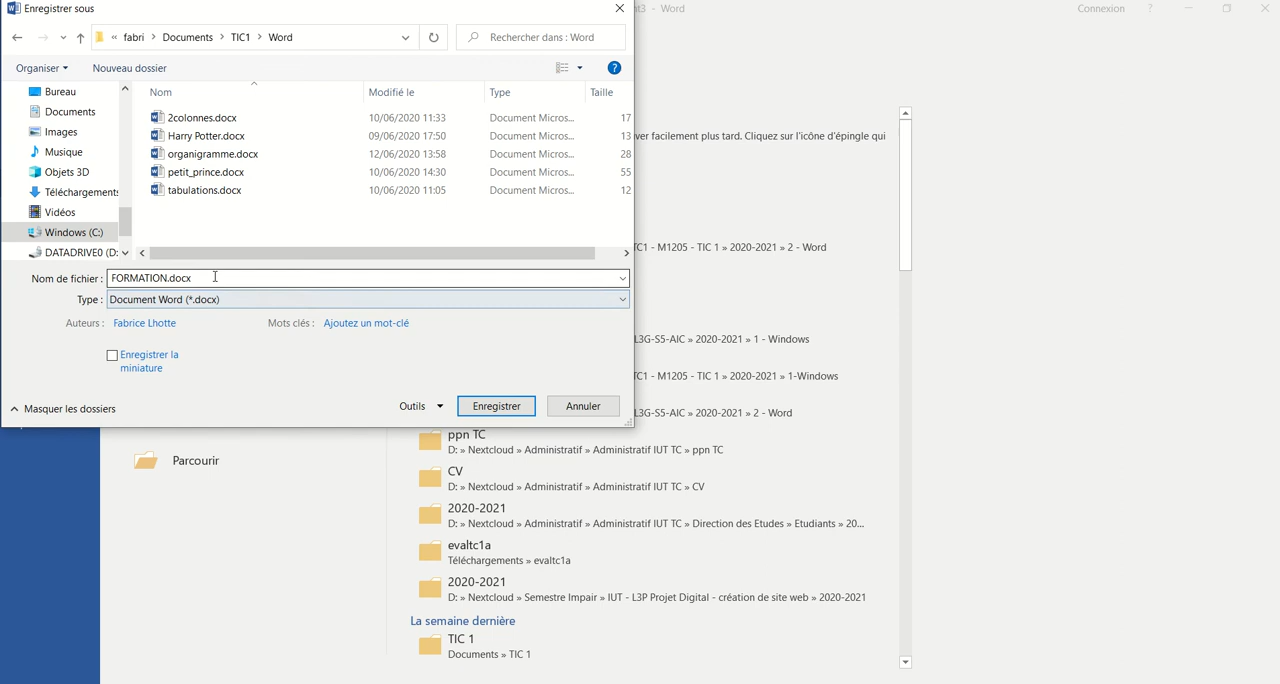 Enregistrer sous
nt3 - Word
Connexion ?
« fabri > Documents > TIC1 > Word
Rechercher dans : Word
Organiser
Nouveau dossier
?
Bureau
Documents
Images
Musique
Objets 3D
Téléchargements
Vidéos
Windows (C:)
DATADRIVE0 (D:
Nom Modifié le Type Taille
2colonnes.docx 10/06/2020 11:33 Document Micros... 17
Harry Potter.docx 09/06/2020 17:50 Document Micros... 13
organigramme.docx 12/06/2020 13:58 Document Micros... 28
petit_prince.docx 10/06/2020 14:30 Document Micros... 55
tabulations.docx 10/06/2020 11:05 Document Micros... 12
Nom de fichier : FORMATION.docx
Type : Document Word (*.docx)
Auteurs : Fabrice Lhotte
Mots clés : Ajoutez un mot-clé
Enregistrer la
miniature
Masquer les dossiers
Outils
Enregistrer
Annuler
ver facilement plus tard. Cliquez sur l'icône d'épingle qui
TC1 - M1205 - TIC 1 » 2020-2021 » 2 - Word
L3G-S5-AIC » 2020-2021 » 1 - Windows
TC1 - M1205 - TIC 1 » 2020-2021 » 1-Windows
L3G-S5-AIC » 2020-2021 » 2 - Word
Parcourir
ppn TC
D: » Nextcloud » Administratif » Administratif IUT TC » ppn TC
CV
D: » Nextcloud » Administratif » Administratif IUT TC » CV
2020-2021
D: » Nextcloud » Administratif » Administratif IUT TC » Direction des Etudes » Etudiants » 20...
evaltc1a
Téléchargements » evaltc1a
2020-2021
D: » Nextcloud » Semestre Impair » IUT - L3P Projet Digital - création de site web » 2020-2021
La semaine dernière
TIC 1
Documents » TIC 1